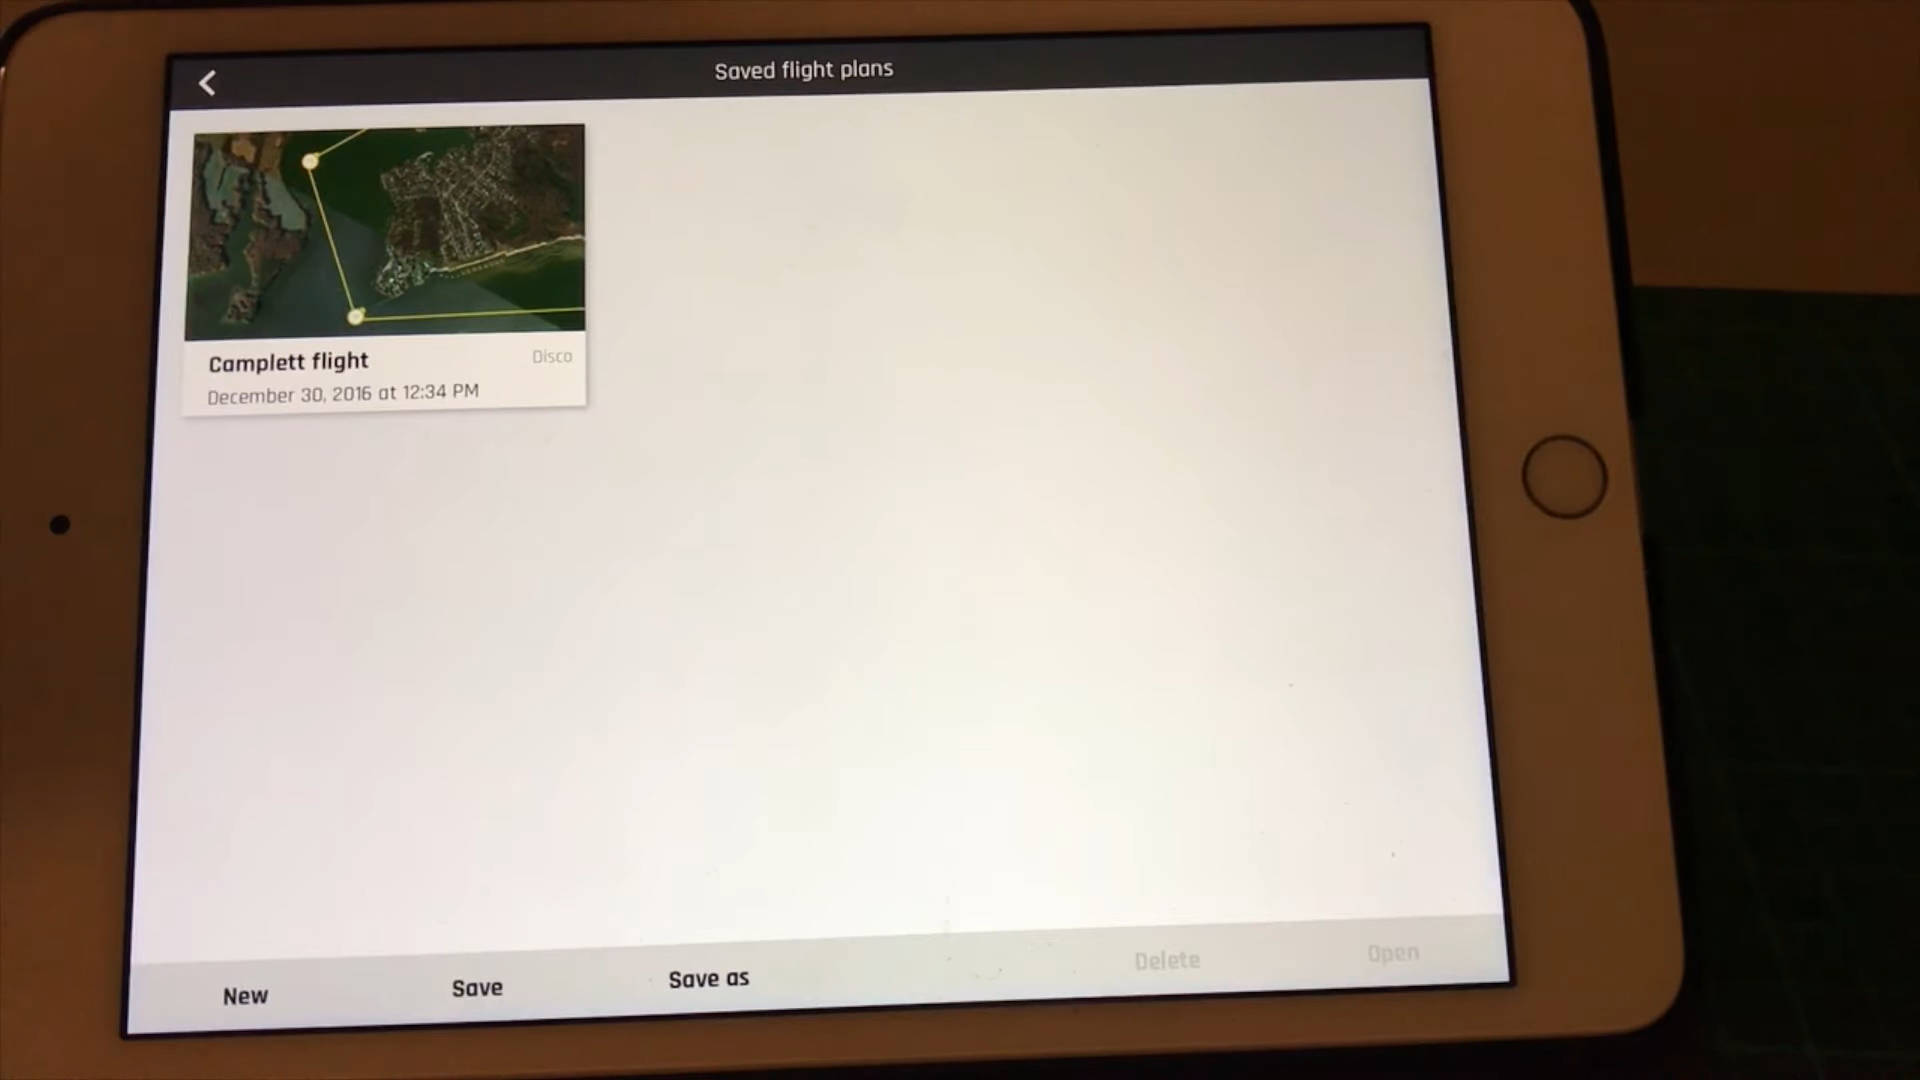 Saved flight plans
Camplett flight
Disco
December 30, 2016 at 12:34 PM
New
Save
Save as
Delete
Open